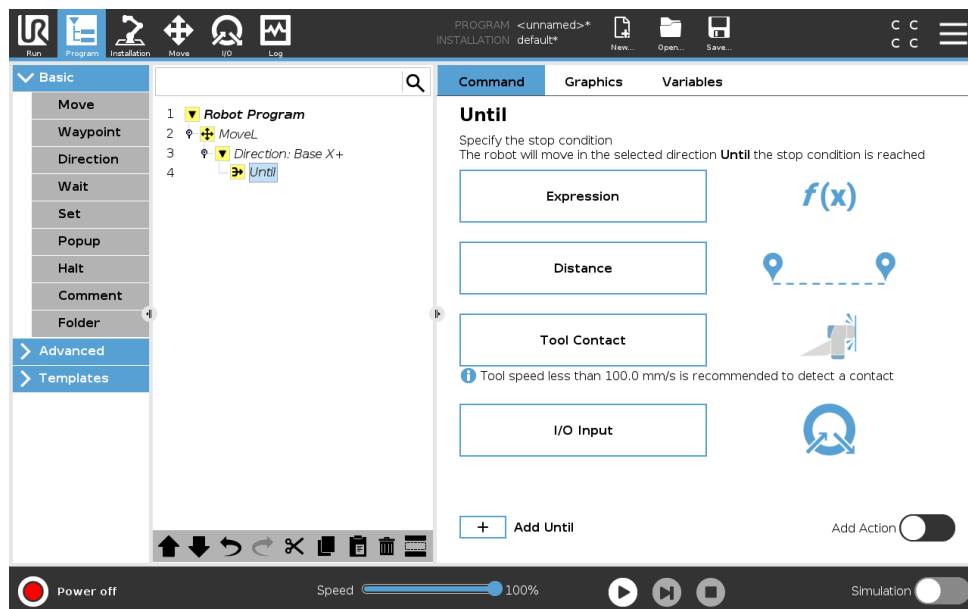 UR
Run
Program
Installation
Move
I/O
Log
PROGRAM <unnamed>*
INSTALLATION default*
New...
Open...
Save...
C C
C C
Basic
Move
Waypoint
Direction
Wait
Set
Popup
Halt
Comment
Folder
Advanced
Templates
1 Robot Program
2 MoveL
3 Direction: Base X+
4 Until
Command Graphics Variables
Until
Specify the stop condition
The robot will move in the selected direction Until the stop condition is reached
Expression
f(x)
Distance
Tool Contact
i Tool speed less than 100.0 mm/s is recommended to detect a contact
I/O Input
+ Add Until
Add Action
Power off
Speed 100%
Simulation